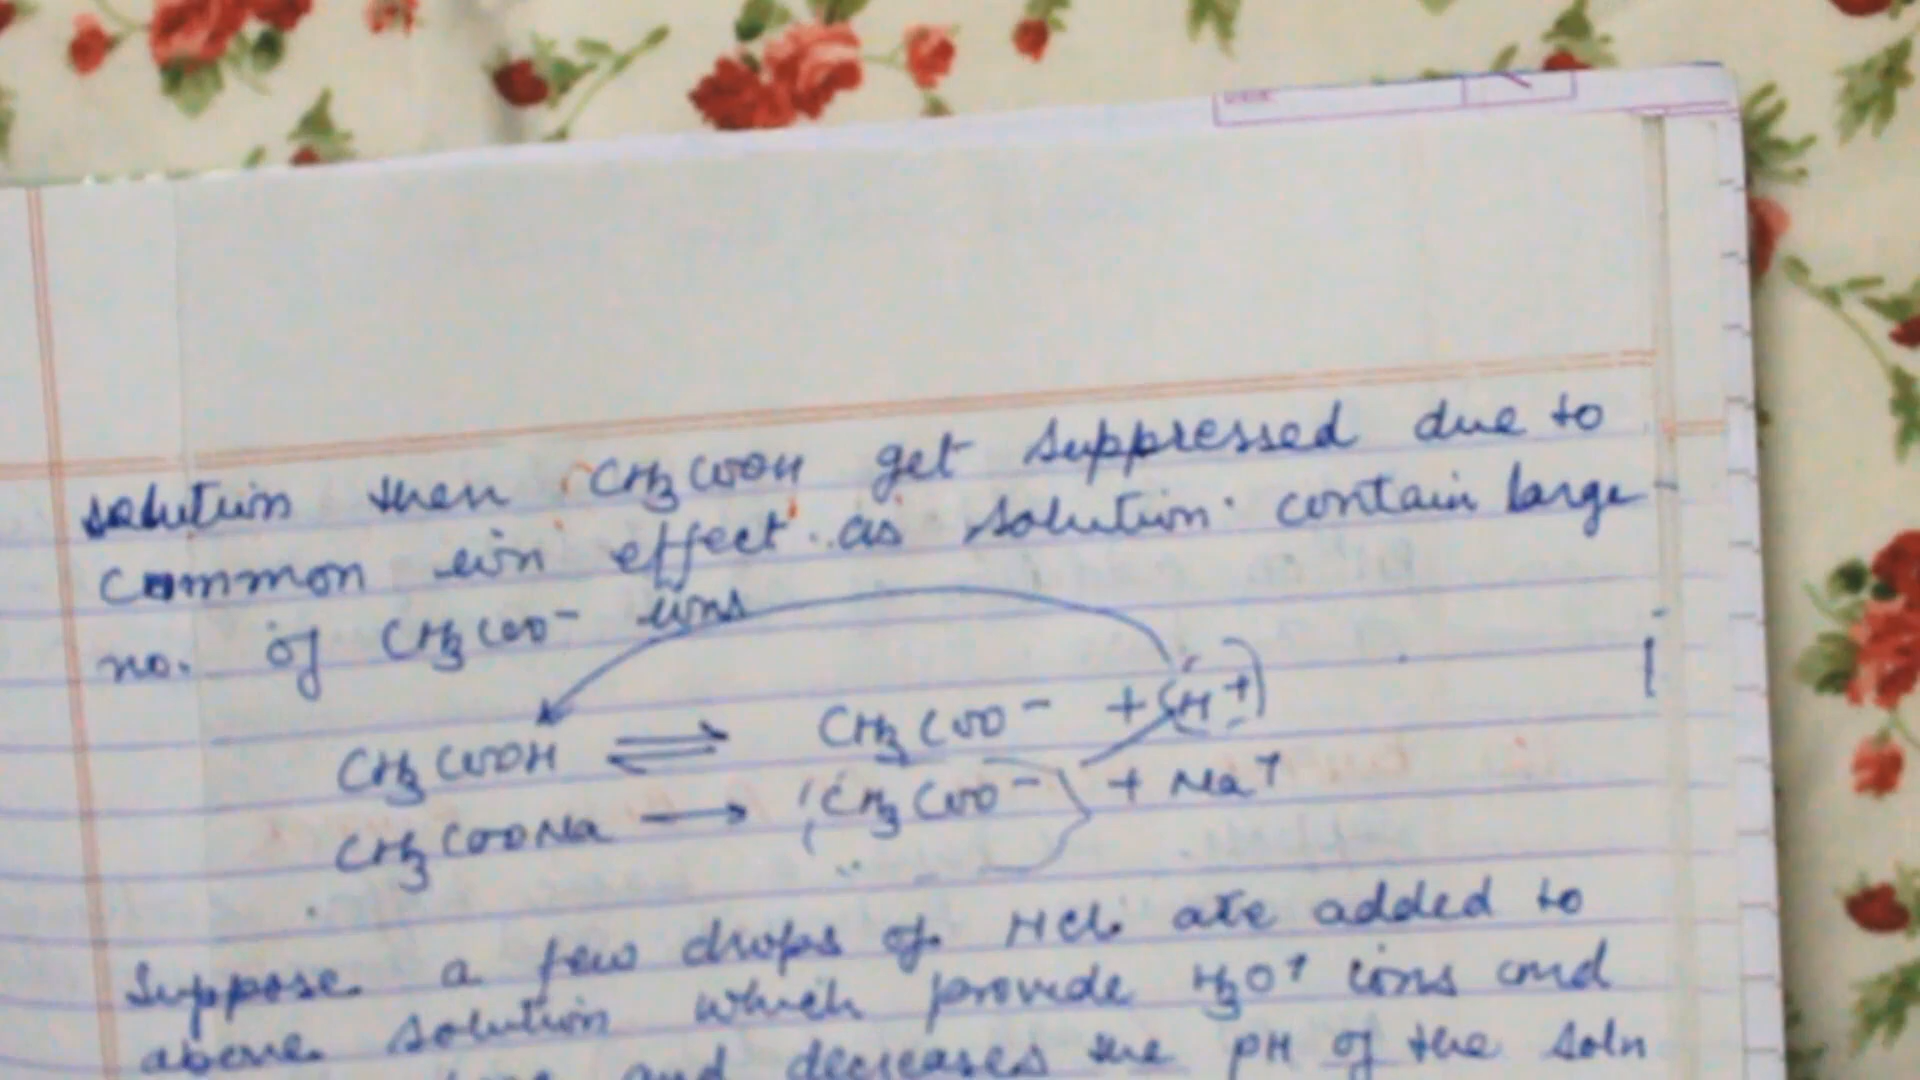 solution then CH3COOH get suppressed due to
common ion effect as solution contain large
no. of CH3COO- ions
CH3COOH ⇌ CH3COO- + (H+)
CH3COONa → (CH3COO-) + Na+
Suppose a few drops of HCl are added to
above solution which provide H3O+ ions and
and decreases the pH of the soln